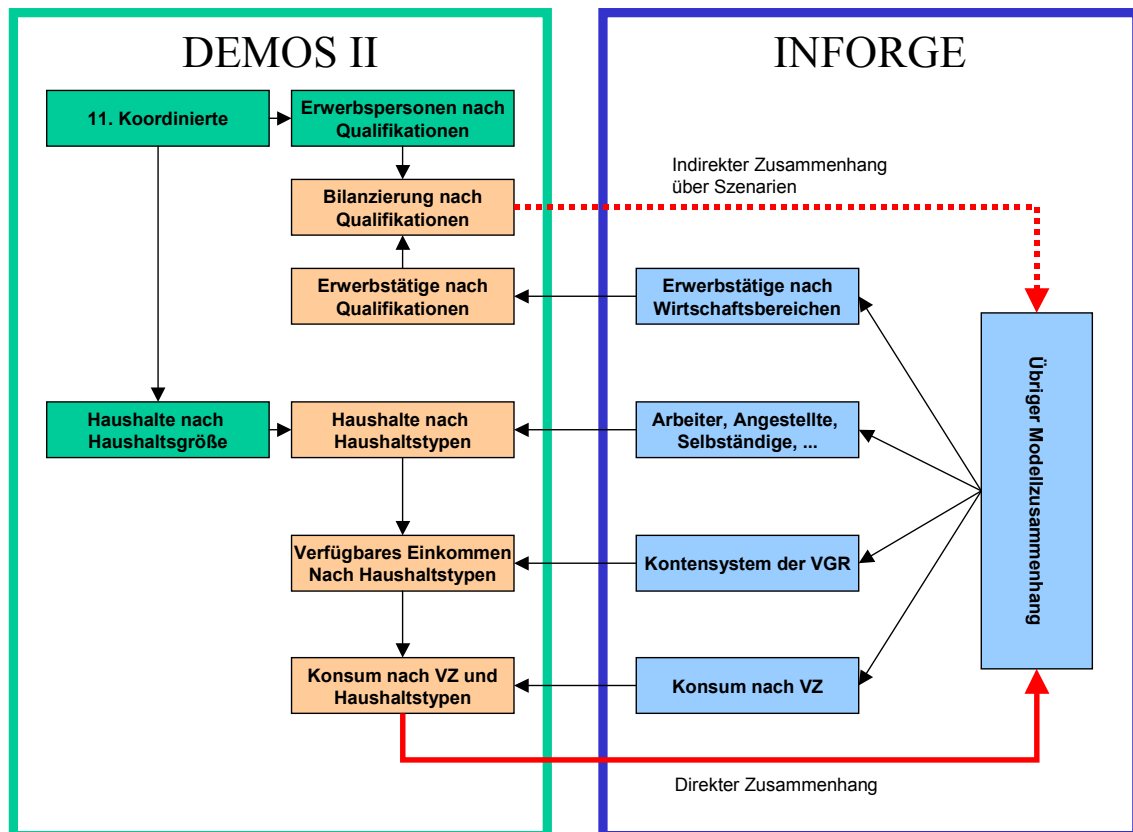 DEMOS II
INFORGE
11. Koordinierte
Erwerbspersonen nach
Qualifikationen
Indirekter Zusammenhang
über Szenarien
Bilanzierung nach
Qualifikationen
Erwerbstätige nach
Qualifikationen
Erwerbstätige nach
Wirtschaftsbereichen
Übriger Modellzusammenhang
Haushalte nach
Haushaltsgröße
Haushalte nach
Haushaltstypen
Arbeiter, Angestellte,
Selbständige, ...
Verfügbares Einkommen
Nach Haushaltstypen
Kontensystem der VGR
Konsum nach VZ und
Haushaltstypen
Konsum nach VZ
Direkter Zusammenhang